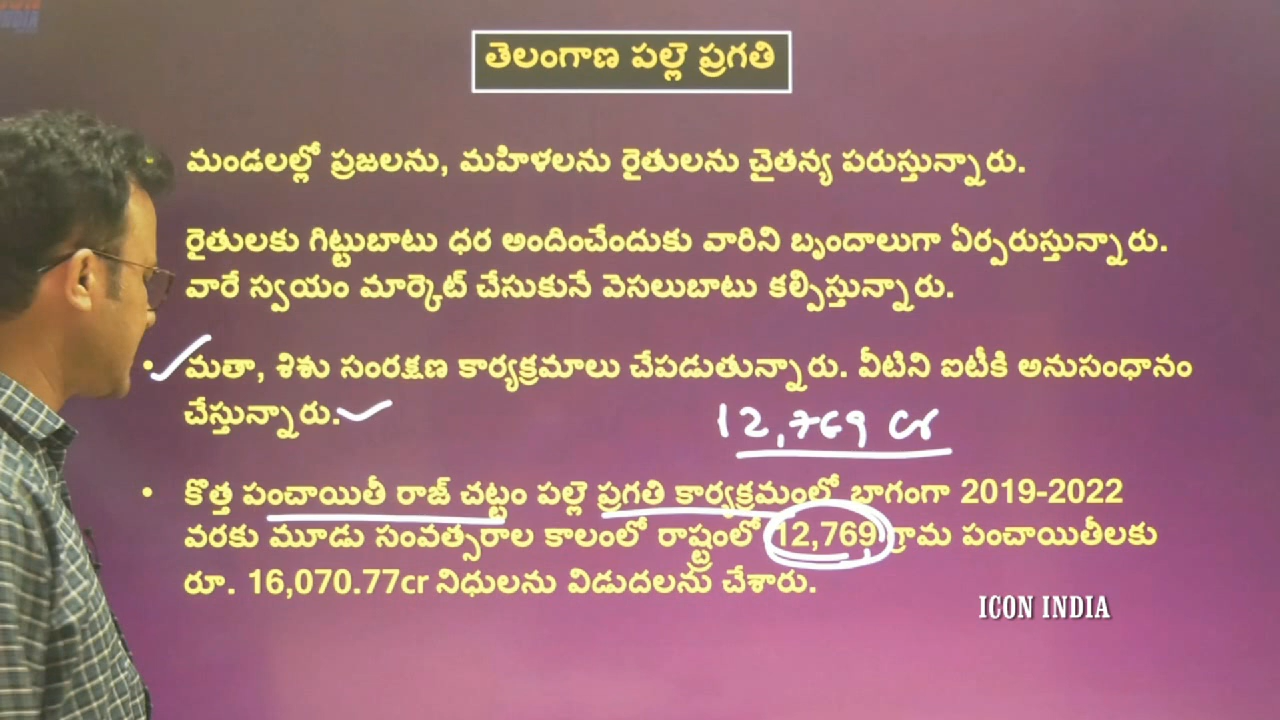 తెలంగాణ పల్లె ప్రగతి
మండలల్లో ప్రజలను, మహిళలను రైతులను చైతన్య పరుస్తున్నారు.
రైతులకు గిట్టుబాటు ధర అందించేందుకు వారిని బృందాలుగా ఏర్పరుస్తున్నారు.
వారే స్వయం మార్కెట్ చేసుకునే వెసలుబాటు కల్పిస్తున్నారు.
• మతా, శిశు సంరక్షణ కార్యక్రమాలు చేపడుతున్నారు. వీటిని ఐటీకి అనుసంధానం
చేస్తున్నారు.
12,769 cr
• కొత్త పంచాయితీ రాజ్ చట్టం పల్లె ప్రగతి కార్యక్రమంలో బాగంగా 2019-2022
వరకు మూడు సంవత్సరాల కాలంలో రాష్ట్రంలో 12,769 గ్రామ పంచాయితీలకు
రూ. 16,070.77cr నిధులను విడుదలను చేశారు.
ICON INDIA